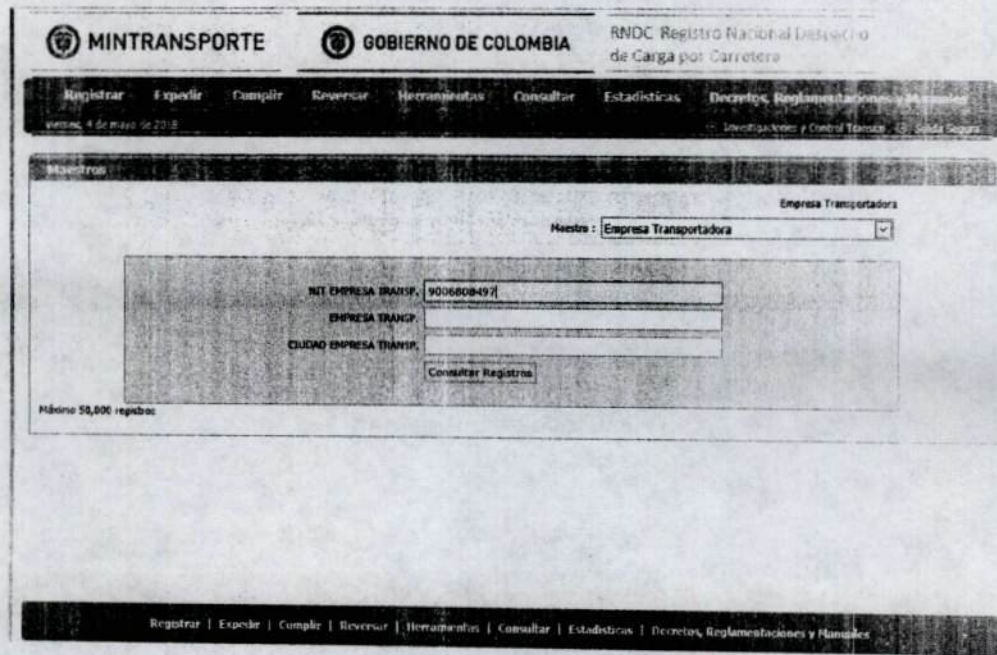 MINTRANSPORTE
GOBIERNO DE COLOMBIA
RNDC Registro Nacional Despacho
de Carga por Carretera
Registrar Expedir Cumplir Reversar Herramientas Consultar Estadisticas Decretos, Reglamentaciones y Manuales
viernes, 4 de mayo de 2018 Investigaciones y Control Transito Salida Segura
Maestros
Empresa Transportadora
Maestro : Empresa Transportadora
NIT EMPRESA TRANSP. 9006808497
EMPRESA TRANSP.
CIUDAD EMPRESA TRANSP.
Consultar Registros
Máximo 50,000 registros
Registrar | Expedir | Cumplir | Reversar | Herramientas | Consultar | Estadisticas | Decretos, Reglamentaciones y Manuales